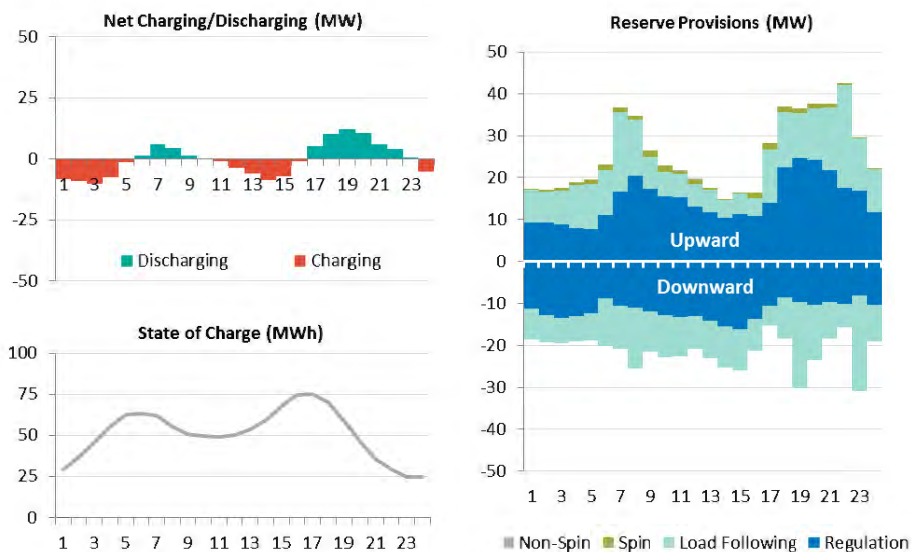 Net Charging/Discharging (MW)
50
25
0
-25
-50
1 3 5 7 9 11 13 15 17 19 21 23
Discharging Charging
State of Charge (MWh)
100
75
50
25
0
1 3 5 7 9 11 13 15 17 19 21 23
Reserve Provisions (MW)
50
40
30
20
10
0
-10
-20
-30
-40
-50
Upward
Downward
1 3 5 7 9 11 13 15 17 19 21 23
Non-Spin Spin Load Following Regulation